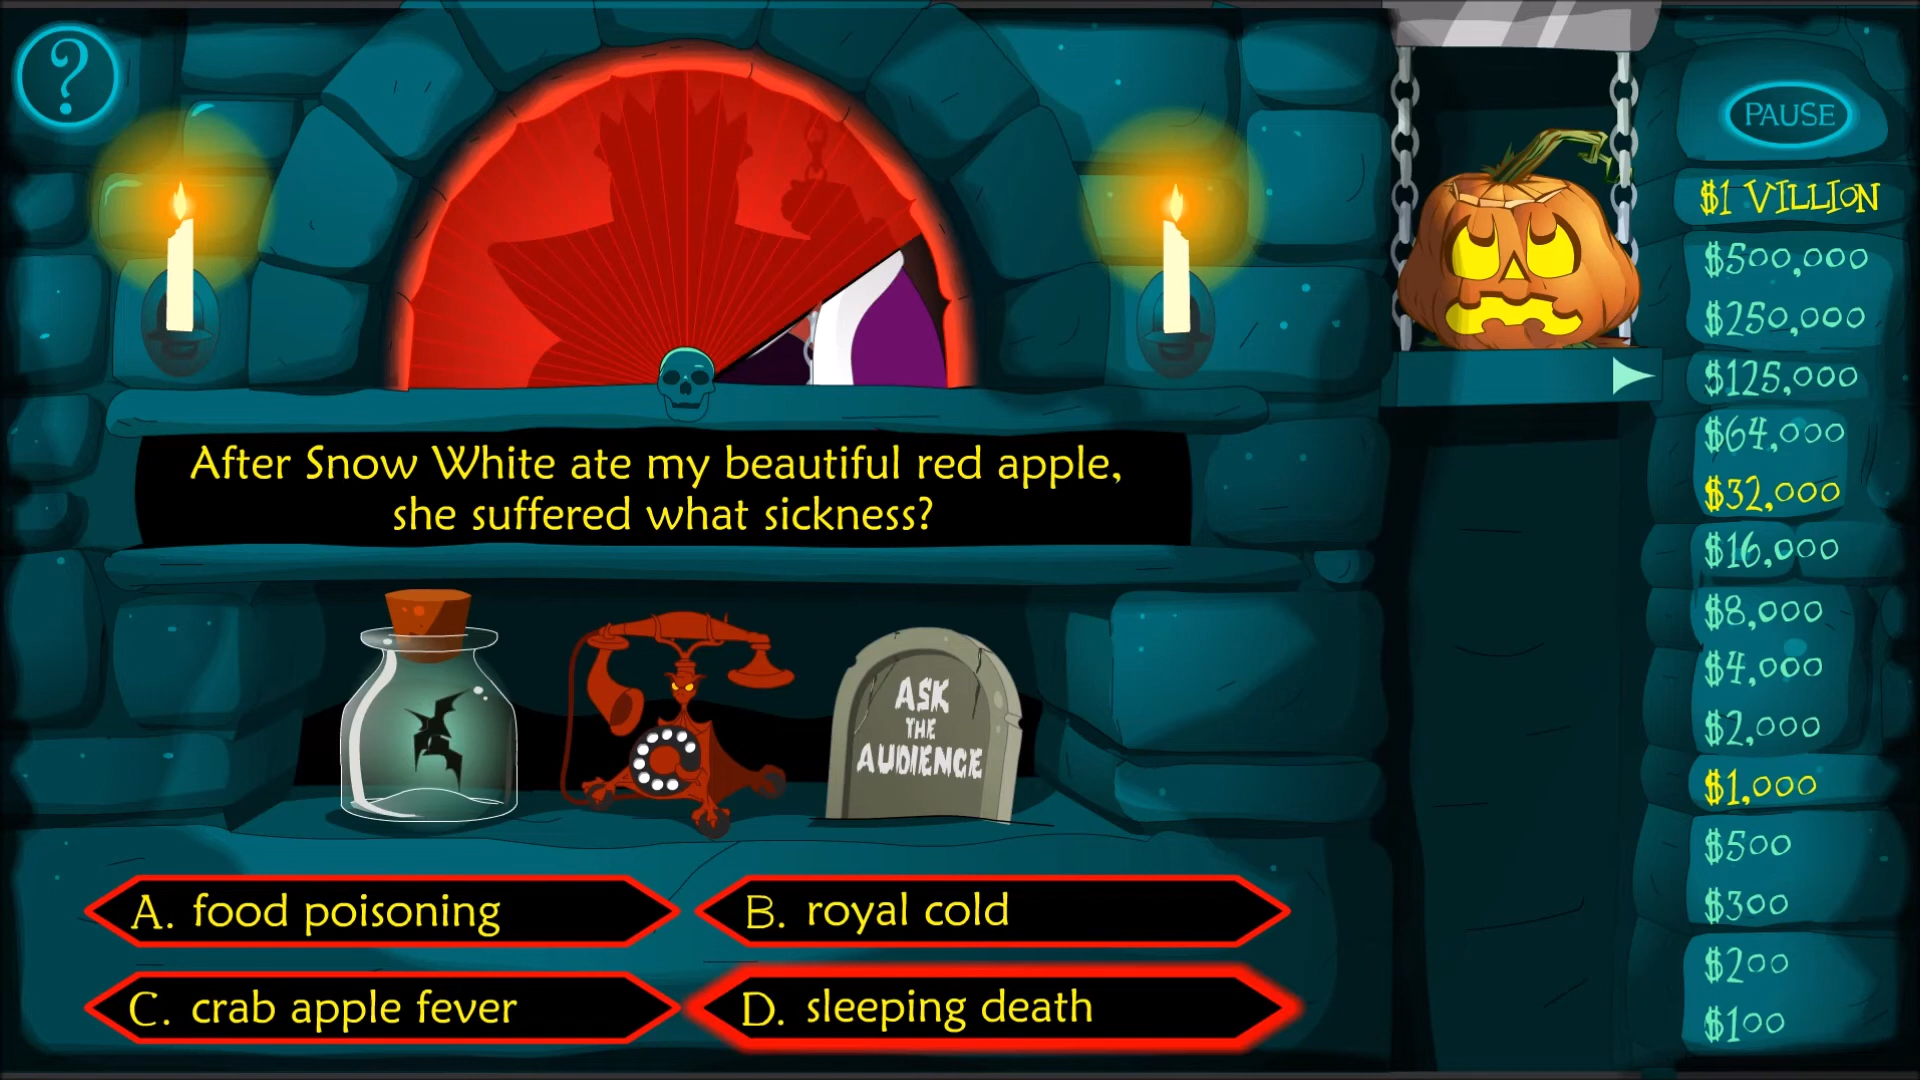 ?
PAUSE
$1 VILLION
$500,000
$250,000
$125,000
$64,000
$32,000
$16,000
$8,000
$4,000
$2,000
$1,000
$500
$300
$200
$100
After Snow White ate my beautiful red apple,
she suffered what sickness?
ASK
THE
AUDIENCE
A. food poisoning
B. royal cold
C. crab apple fever
D. sleeping death